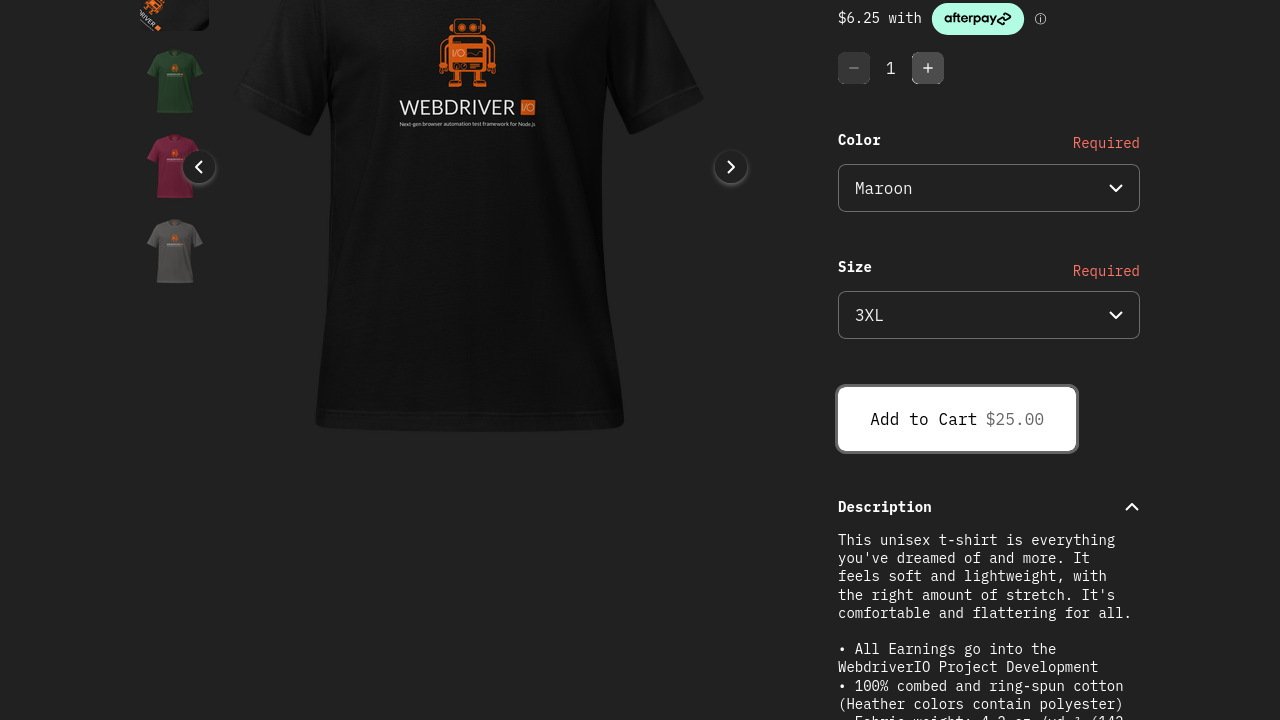 $6.25 with afterpay
1
I/O
WEBDRIVER I/O
Next-gen browser automation test framework for Node.js
Color
Required
Maroon
Size
Required
3XL
Add to Cart $25.00
Description
This unisex t-shirt is everything
you've dreamed of and more. It
feels soft and lightweight, with
the right amount of stretch. It's
comfortable and flattering for all.
• All Earnings go into the
WebdriverIO Project Development
• 100% combed and ring-spun cotton
(Heather colors contain polyester)